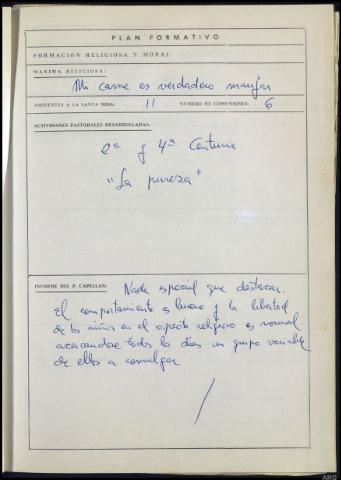 PLAN FORMATIVO
FORMACION RELIGIOSA Y MORAL
MAXIMA RELIGIOSA:
Mi carne es verdadero manjar
ASISTENTES A LA SANTA MISA: 11 NUMERO DE COMUNIONES: 6
ACTIVIDADES PASTORALES DESARROLLADAS:
2ª y 4ª Centuria
"La pureza"
INFORME DEL P. CAPELLAN: Nada especial que destacar.
El comportamiento es bueno y la libertad
de los niños en el aspecto religioso es normal
acercandose todos los días un grupo variable
de ellos a comulgar
ARG